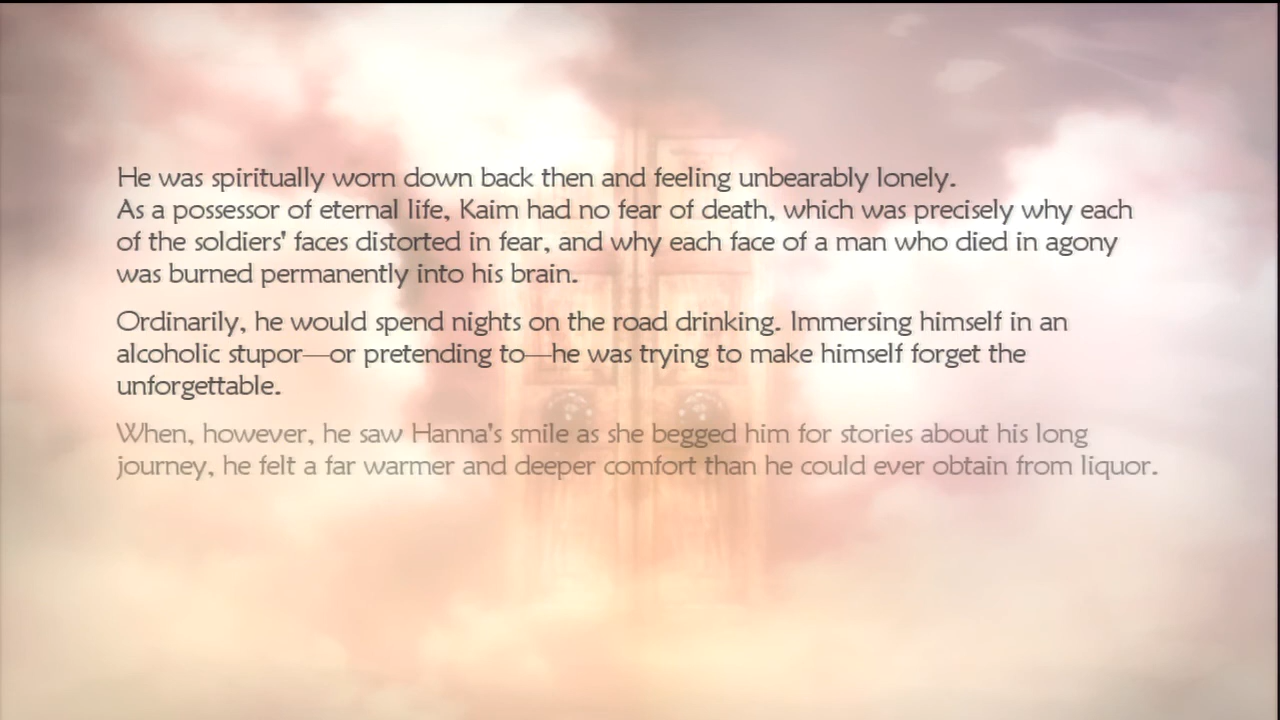 He was spiritually worn down back then and feeling unbearably lonely.
As a possessor of eternal life, Kaim had no fear of death, which was precisely why each
of the soldiers' faces distorted in fear, and why each face of a man who died in agony
was burned permanently into his brain.
Ordinarily, he would spend nights on the road drinking. Immersing himself in an
alcoholic stupor—or pretending to—he was trying to make himself forget the
unforgettable.
When, however, he saw Hanna's smile as she begged him for stories about his long
journey, he felt a far warmer and deeper comfort than he could ever obtain from liquor.